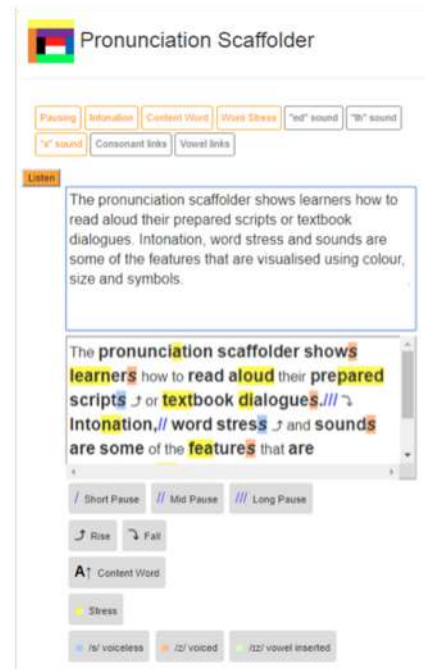 Pronunciation Scaffolder
Pausing Intonation Content Word Word Stress "ed" sound "th" sound
"s" sound Consonant links Vowel links
Listen
The pronunciation scaffolder shows learners how to
read aloud their prepared scripts or textbook
dialogues. Intonation, word stress and sounds are
some of the features that are visualised using colour,
size and symbols.
The pronunciation scaffolder shows
learners how to read aloud their prepared
scripts ⤴ or textbook dialogues./// ⤵
Intonation,// word stress ⤴ and sounds
are some of the features that are
/ Short Pause // Mid Pause /// Long Pause
⤴ Rise ⤵ Fall
A↑ Content Word
Stress
/s/ voiceless /z/ voiced /ɪz/ vowel inserted